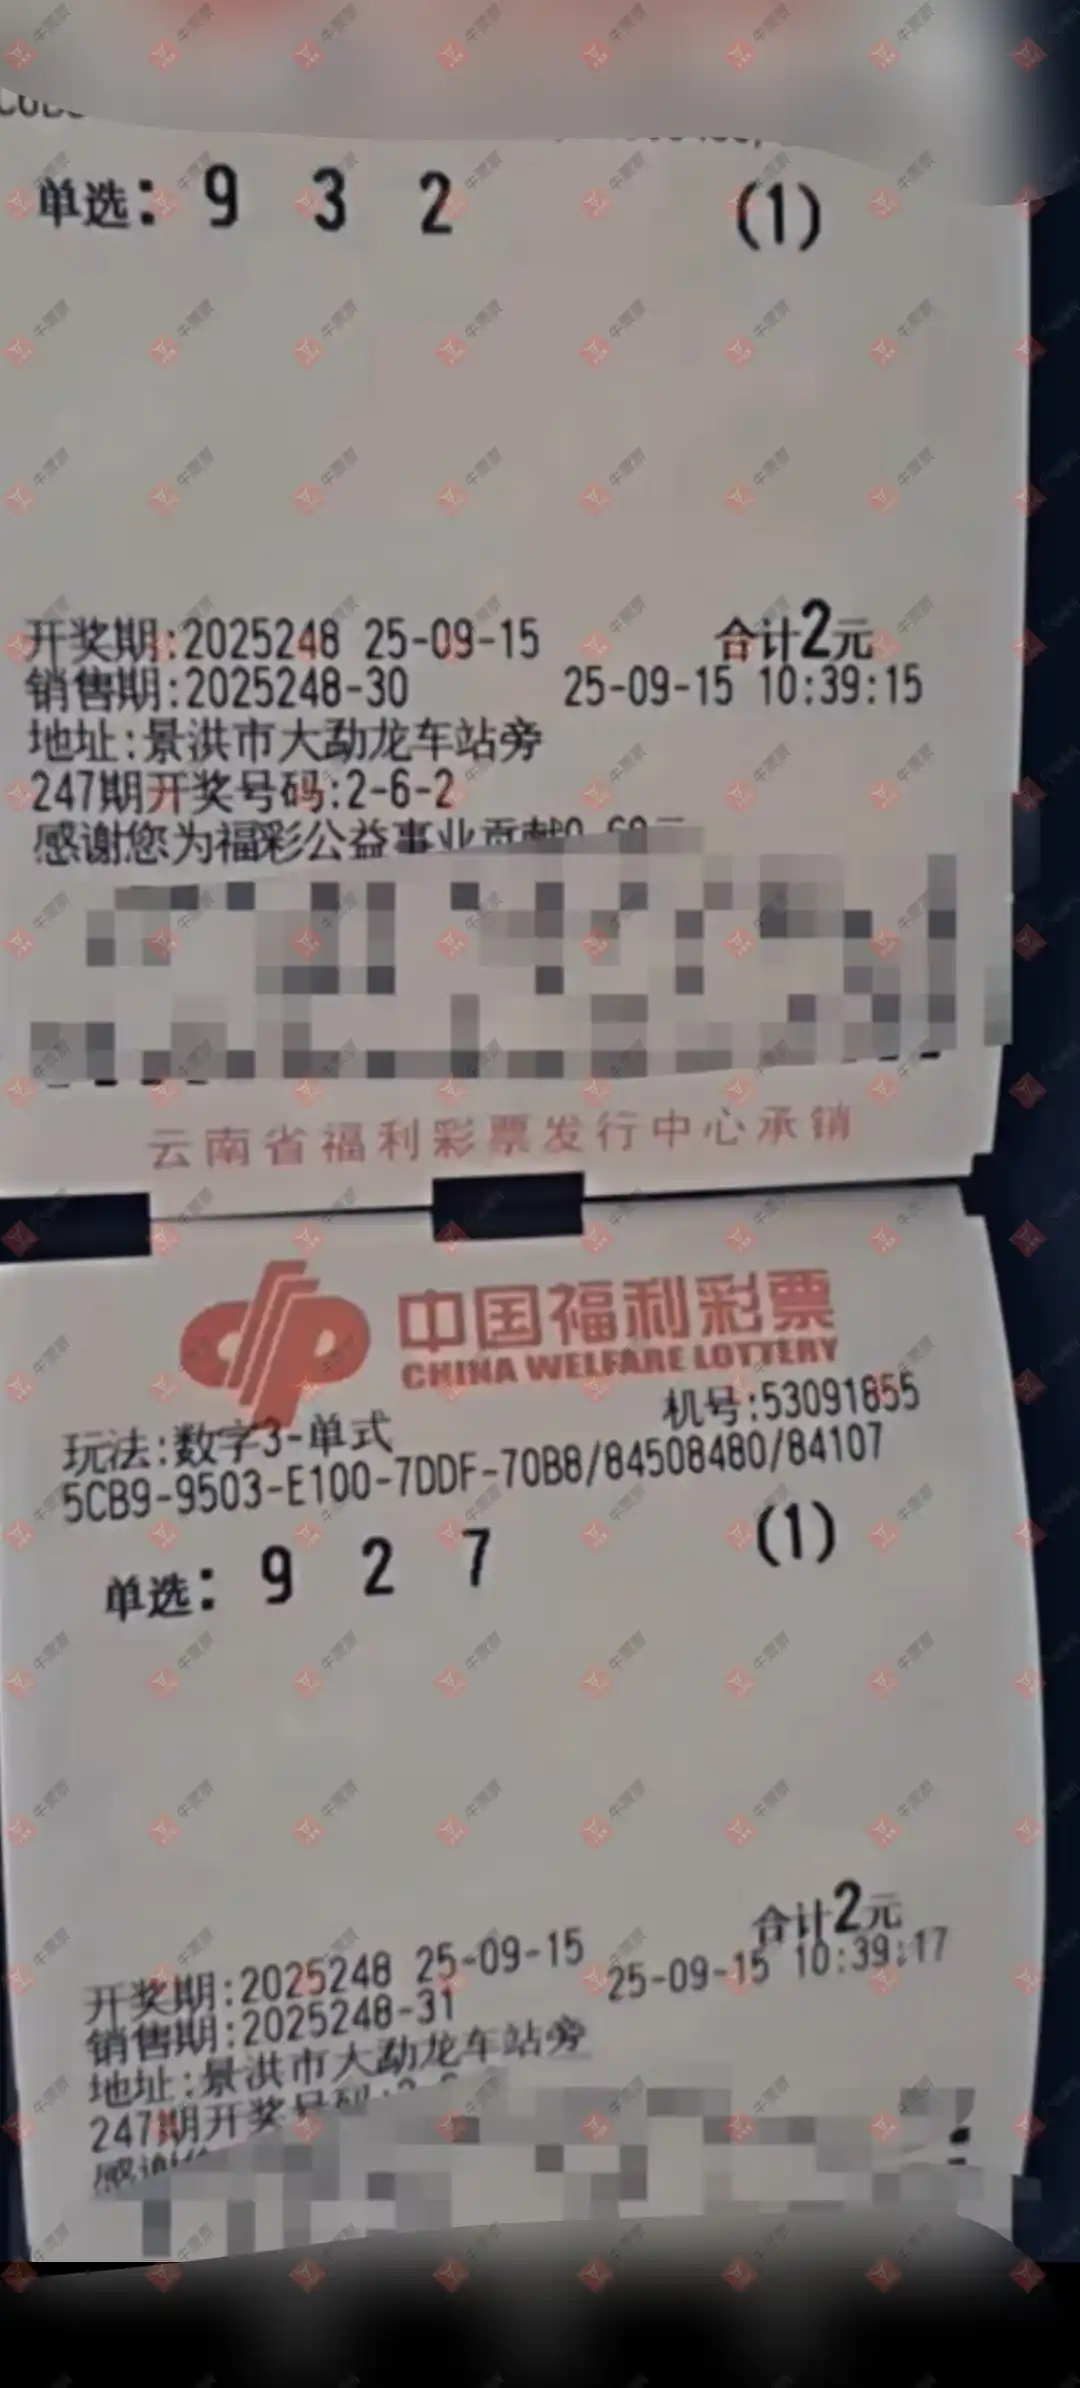 单选: 9 3 2 (1)
开奖期:2025248 25-09-15 合计2元
销售期:2025248-30 25-09-15 10:39:15
地址:景洪市大勐龙车站旁
247期开奖号码:2-6-2
感谢您为福彩公益事业贡献
云南省福利彩票发行中心承销
中国福利彩票
CHINA WELFARE LOTTERY
机号:53091855
玩法:数字3-单式
5CB9-9503-E100-7DDF-70B8/84508480/84107
单选: 9 2 7 (1)
合计2元
开奖期:2025248 25-09-15
销售期:2025248-31 25-09-15 10:39:17
地址:景洪市大勐龙车站旁
247期开奖号码